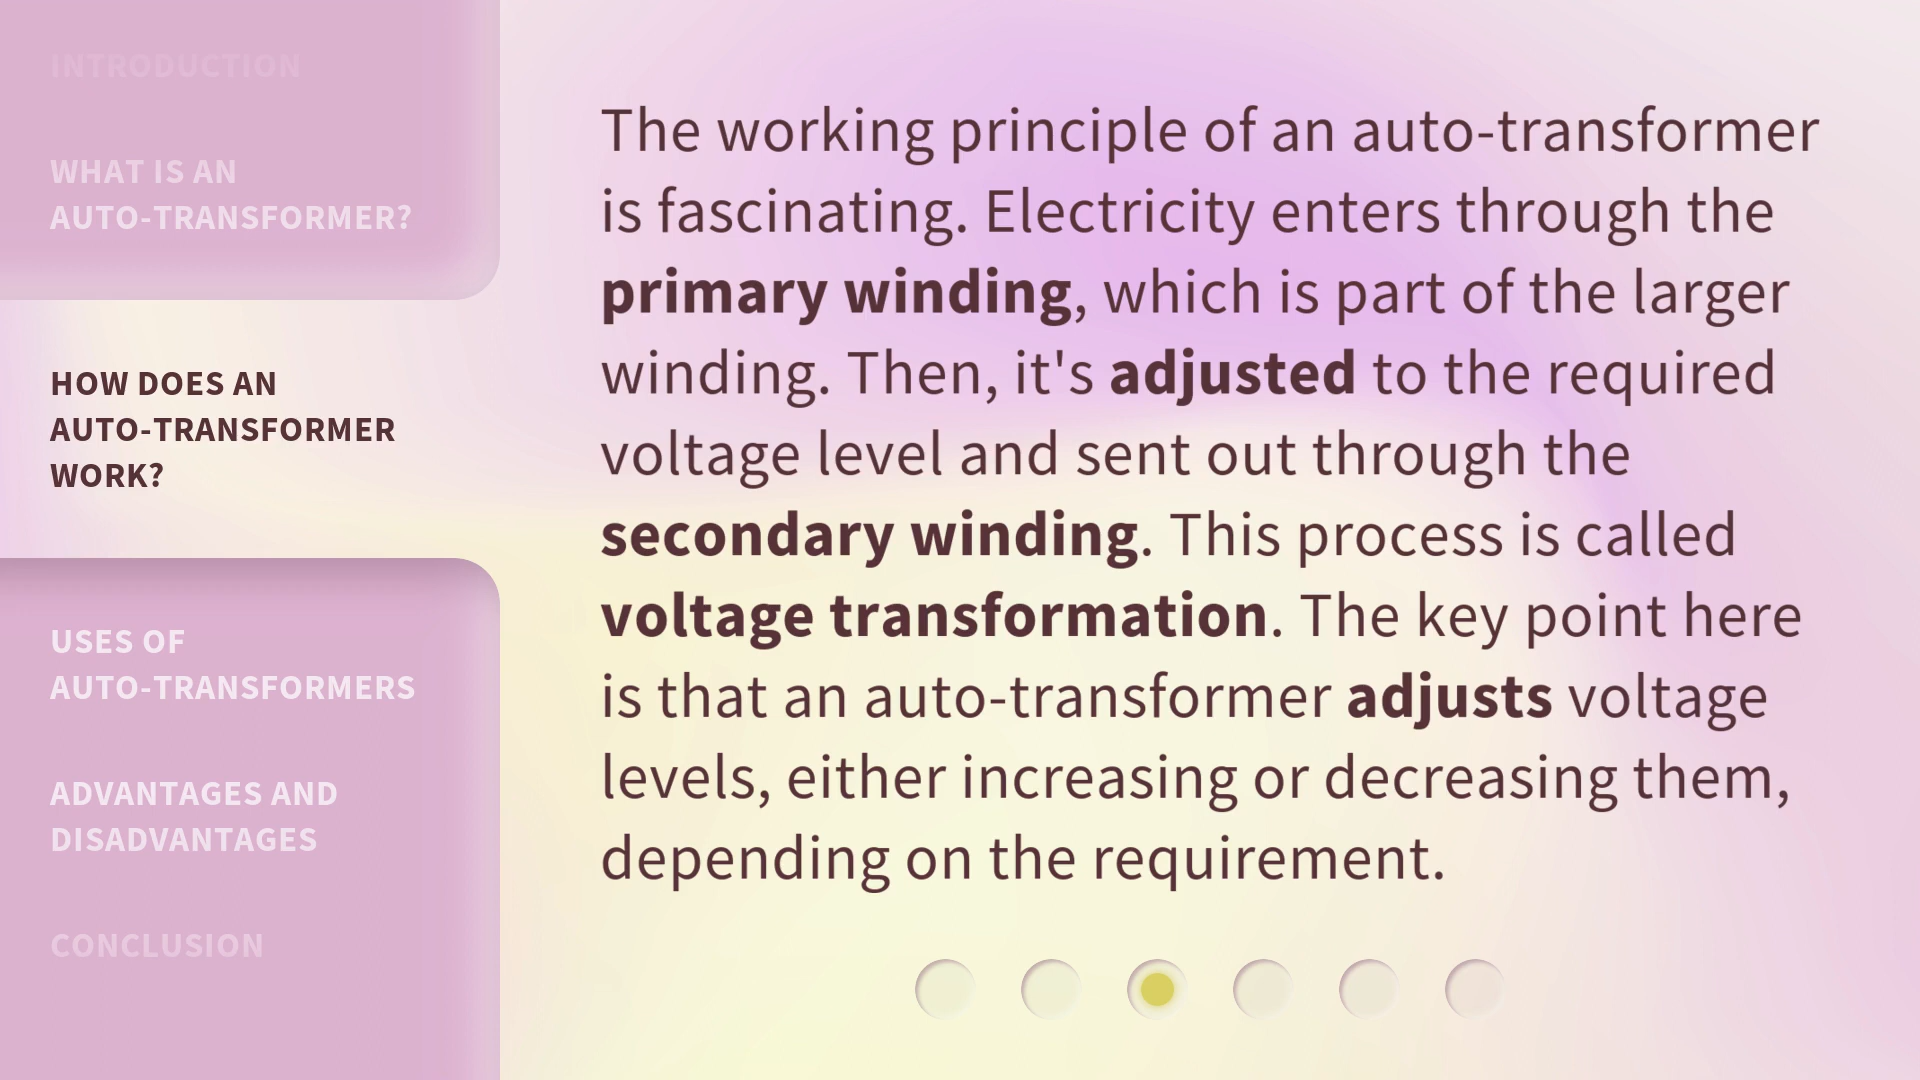 INTRODUCTION
WHAT IS AN
AUTO-TRANSFORMER?
HOW DOES AN
AUTO-TRANSFORMER
WORK?
USES OF
AUTO-TRANSFORMERS
ADVANTAGES AND
DISADVANTAGES
CONCLUSION
The working principle of an auto-transformer
is fascinating. Electricity enters through the
primary winding, which is part of the larger
winding. Then, it's adjusted to the required
voltage level and sent out through the
secondary winding. This process is called
voltage transformation. The key point here
is that an auto-transformer adjusts voltage
levels, either increasing or decreasing them,
depending on the requirement.